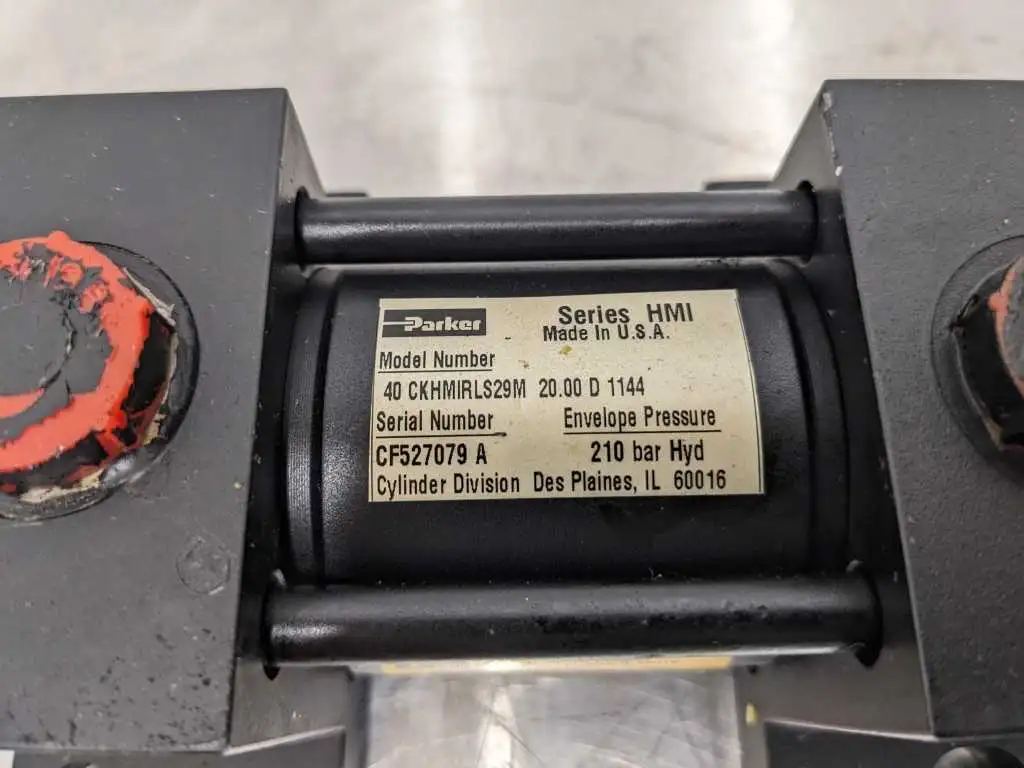 Parker
Series HMI
Made In U.S.A.
Model Number
40 CKHMIRLS29M 20.00 D 1144
Serial Number Envelope Pressure
CF527079 A 210 bar Hyd
Cylinder Division Des Plaines, IL 60016